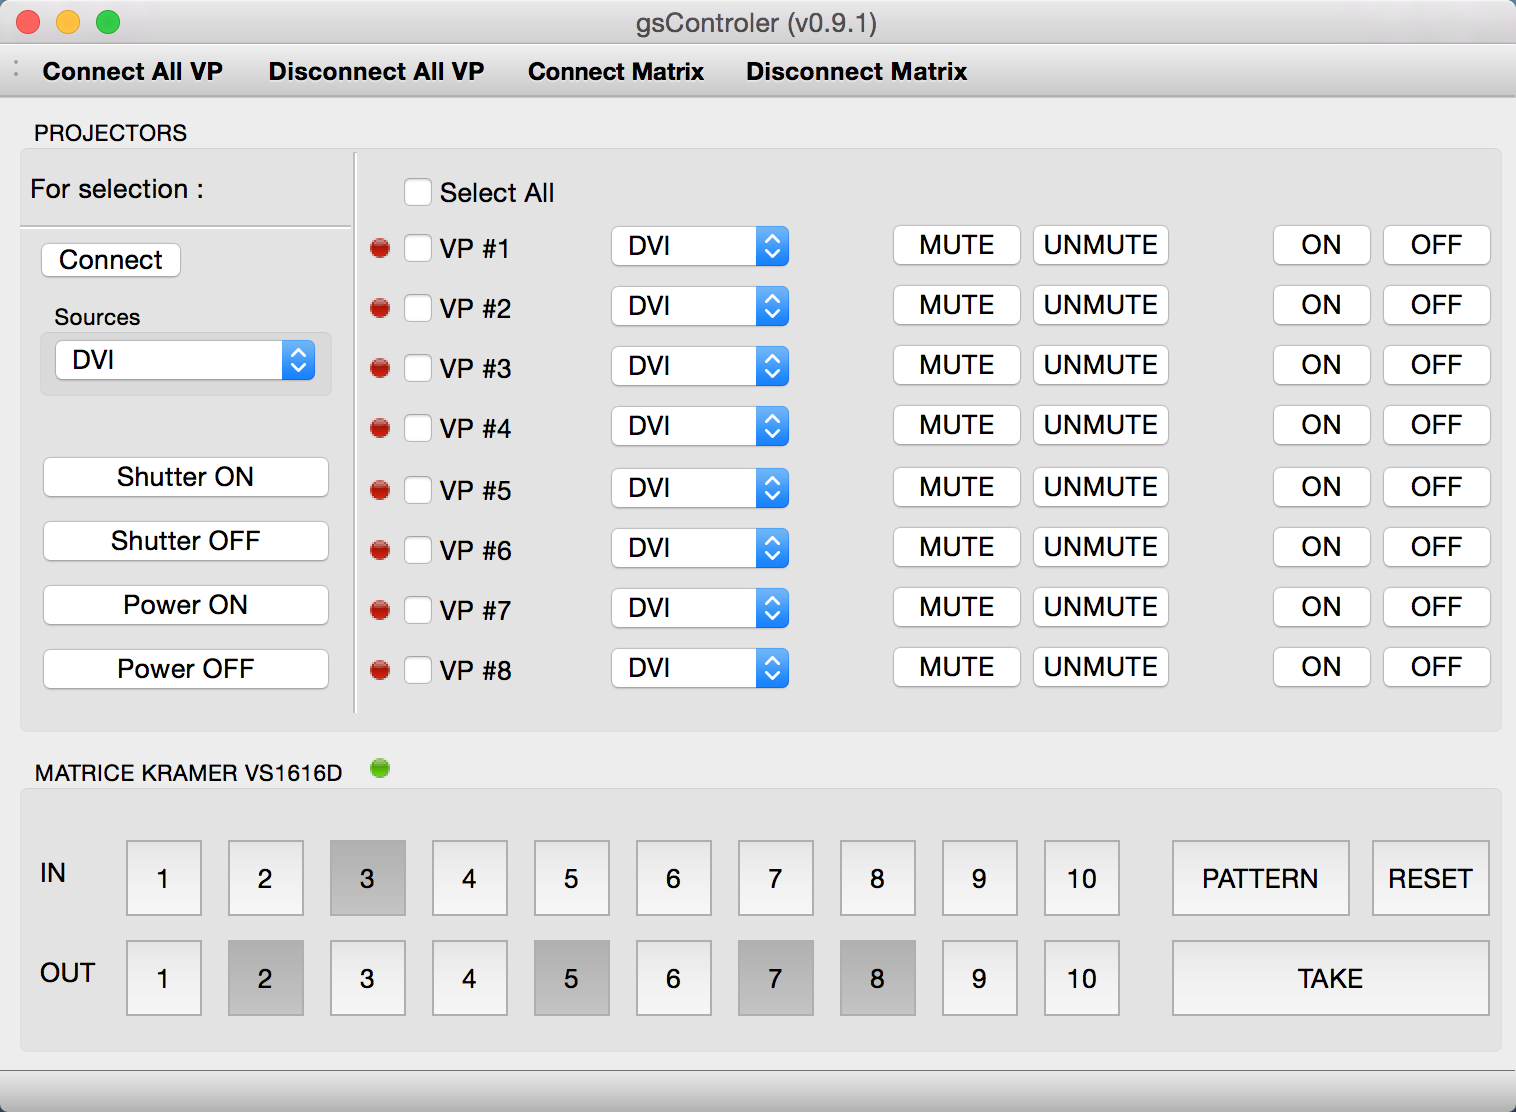 gsControler (v0.9.1)
Connect All VP Disconnect All VP Connect Matrix Disconnect Matrix
PROJECTORS
For selection :
Connect
Sources
DVI
Shutter ON
Shutter OFF
Power ON
Power OFF
Select All
VP #1 DVI MUTE UNMUTE ON OFF
VP #2 DVI MUTE UNMUTE ON OFF
VP #3 DVI MUTE UNMUTE ON OFF
VP #4 DVI MUTE UNMUTE ON OFF
VP #5 DVI MUTE UNMUTE ON OFF
VP #6 DVI MUTE UNMUTE ON OFF
VP #7 DVI MUTE UNMUTE ON OFF
VP #8 DVI MUTE UNMUTE ON OFF
MATRICE KRAMER VS1616D
IN 1 2 3 4 5 6 7 8 9 10 PATTERN RESET
OUT 1 2 3 4 5 6 7 8 9 10 TAKE